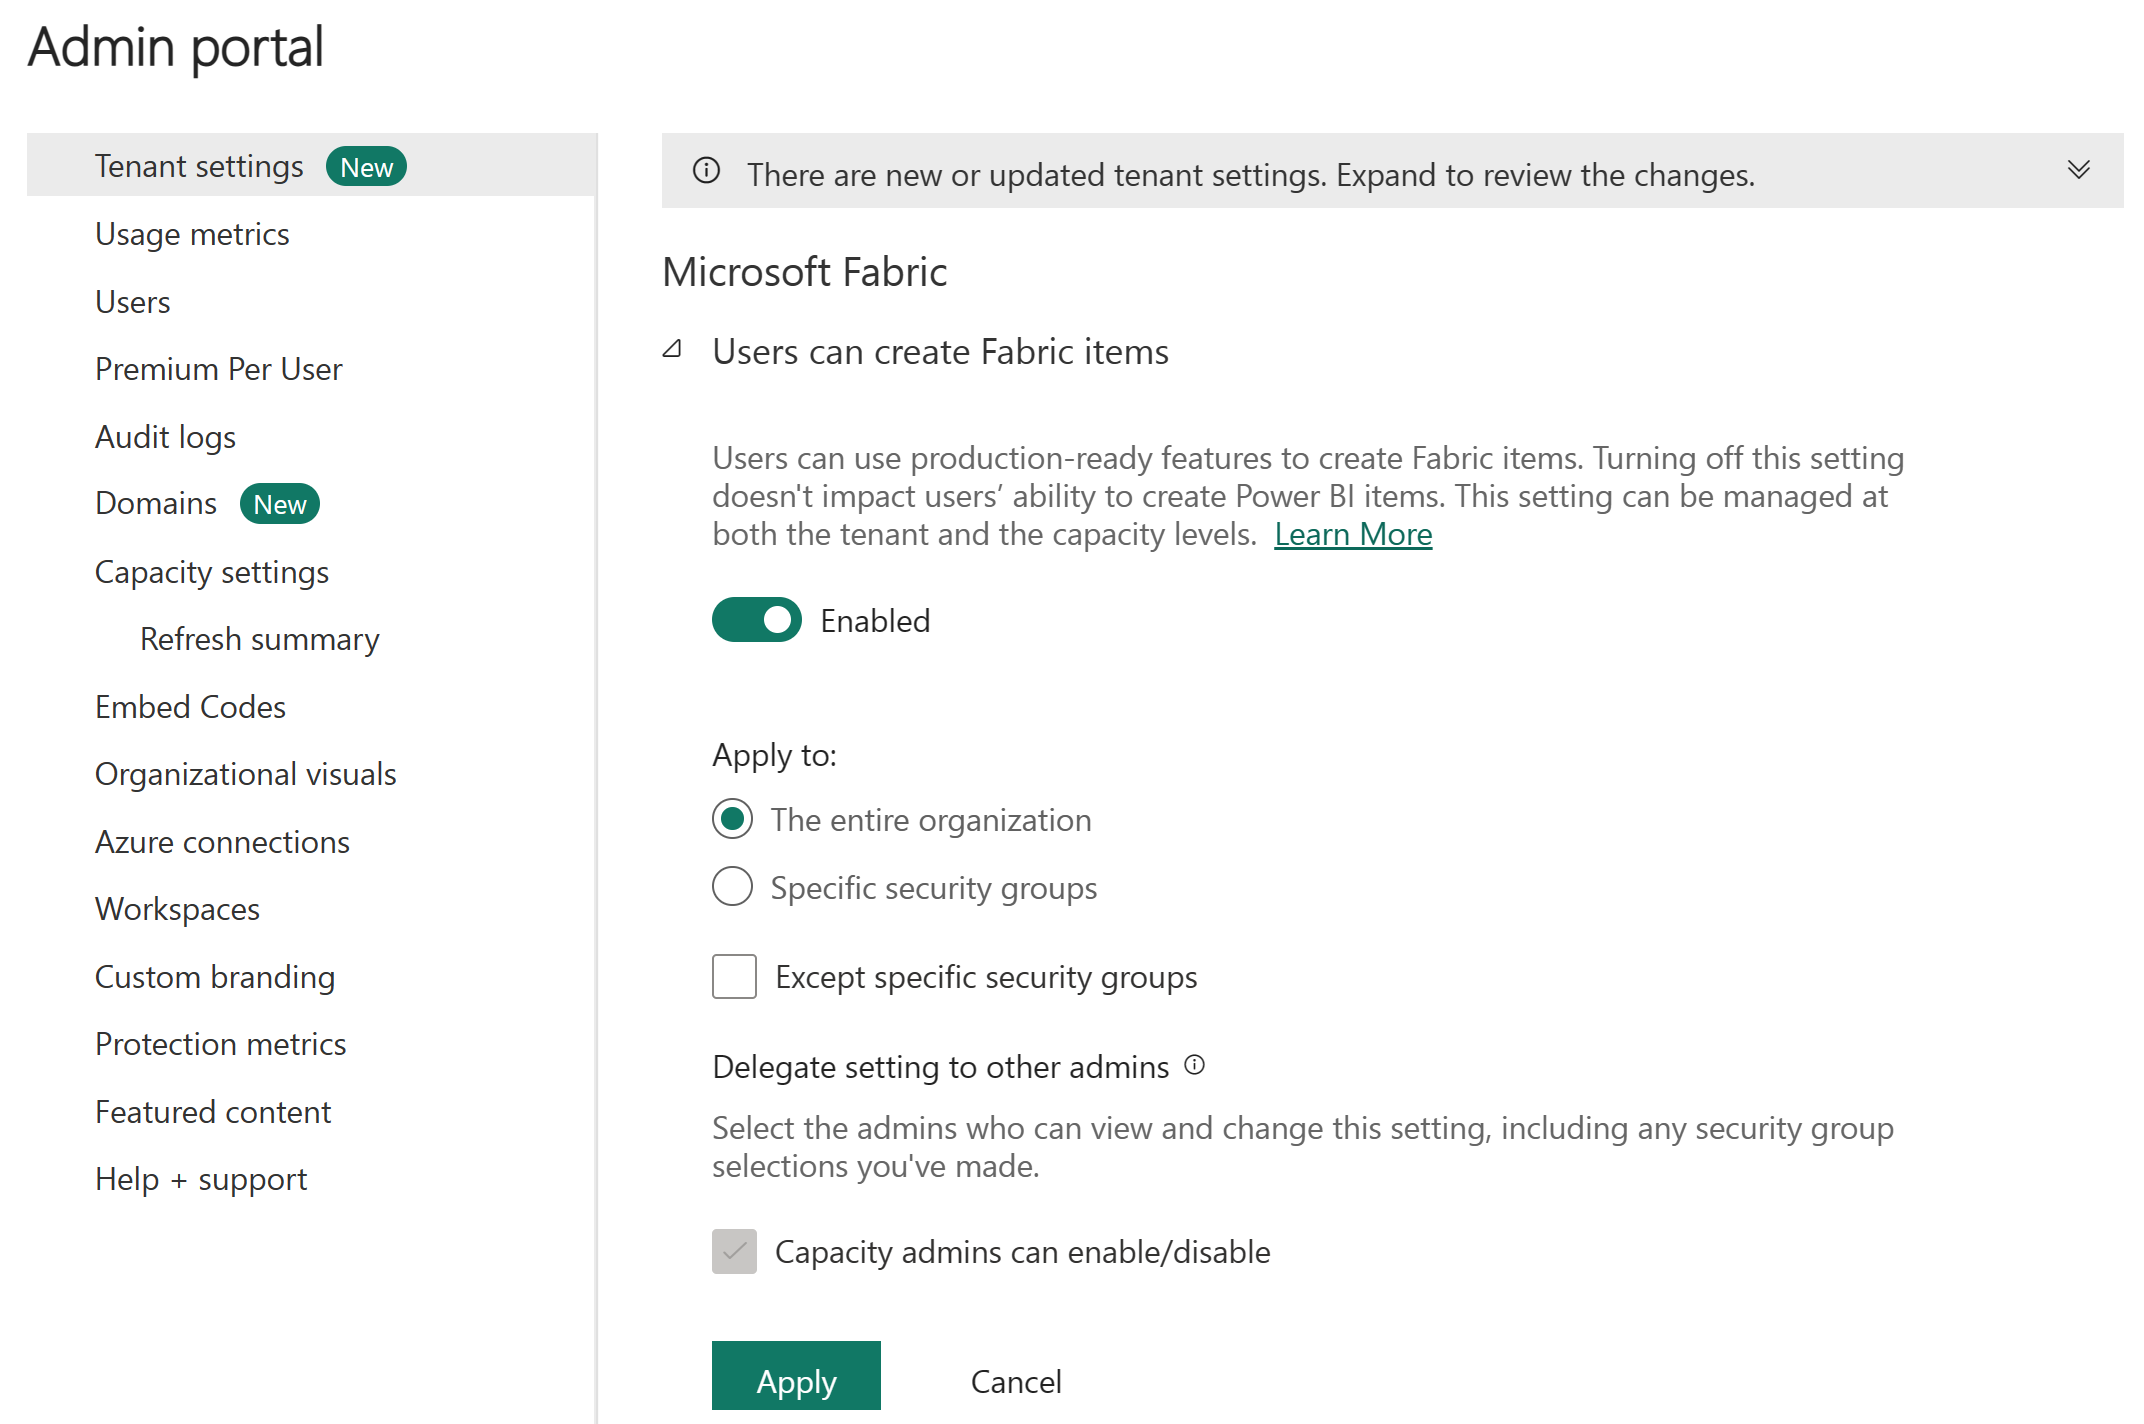 Admin portal
Tenant settings New
Usage metrics
Users
Premium Per User
Audit logs
Domains New
Capacity settings
Refresh summary
Embed Codes
Organizational visuals
Azure connections
Workspaces
Custom branding
Protection metrics
Featured content
Help + support
There are new or updated tenant settings. Expand to review the changes.
Microsoft Fabric
Users can create Fabric items
Users can use production-ready features to create Fabric items. Turning off this setting
doesn't impact users’ ability to create Power BI items. This setting can be managed at
both the tenant and the capacity levels. Learn More
Enabled
Apply to:
The entire organization
Specific security groups
Except specific security groups
Delegate setting to other admins
Select the admins who can view and change this setting, including any security group
selections you've made.
Capacity admins can enable/disable
Apply Cancel